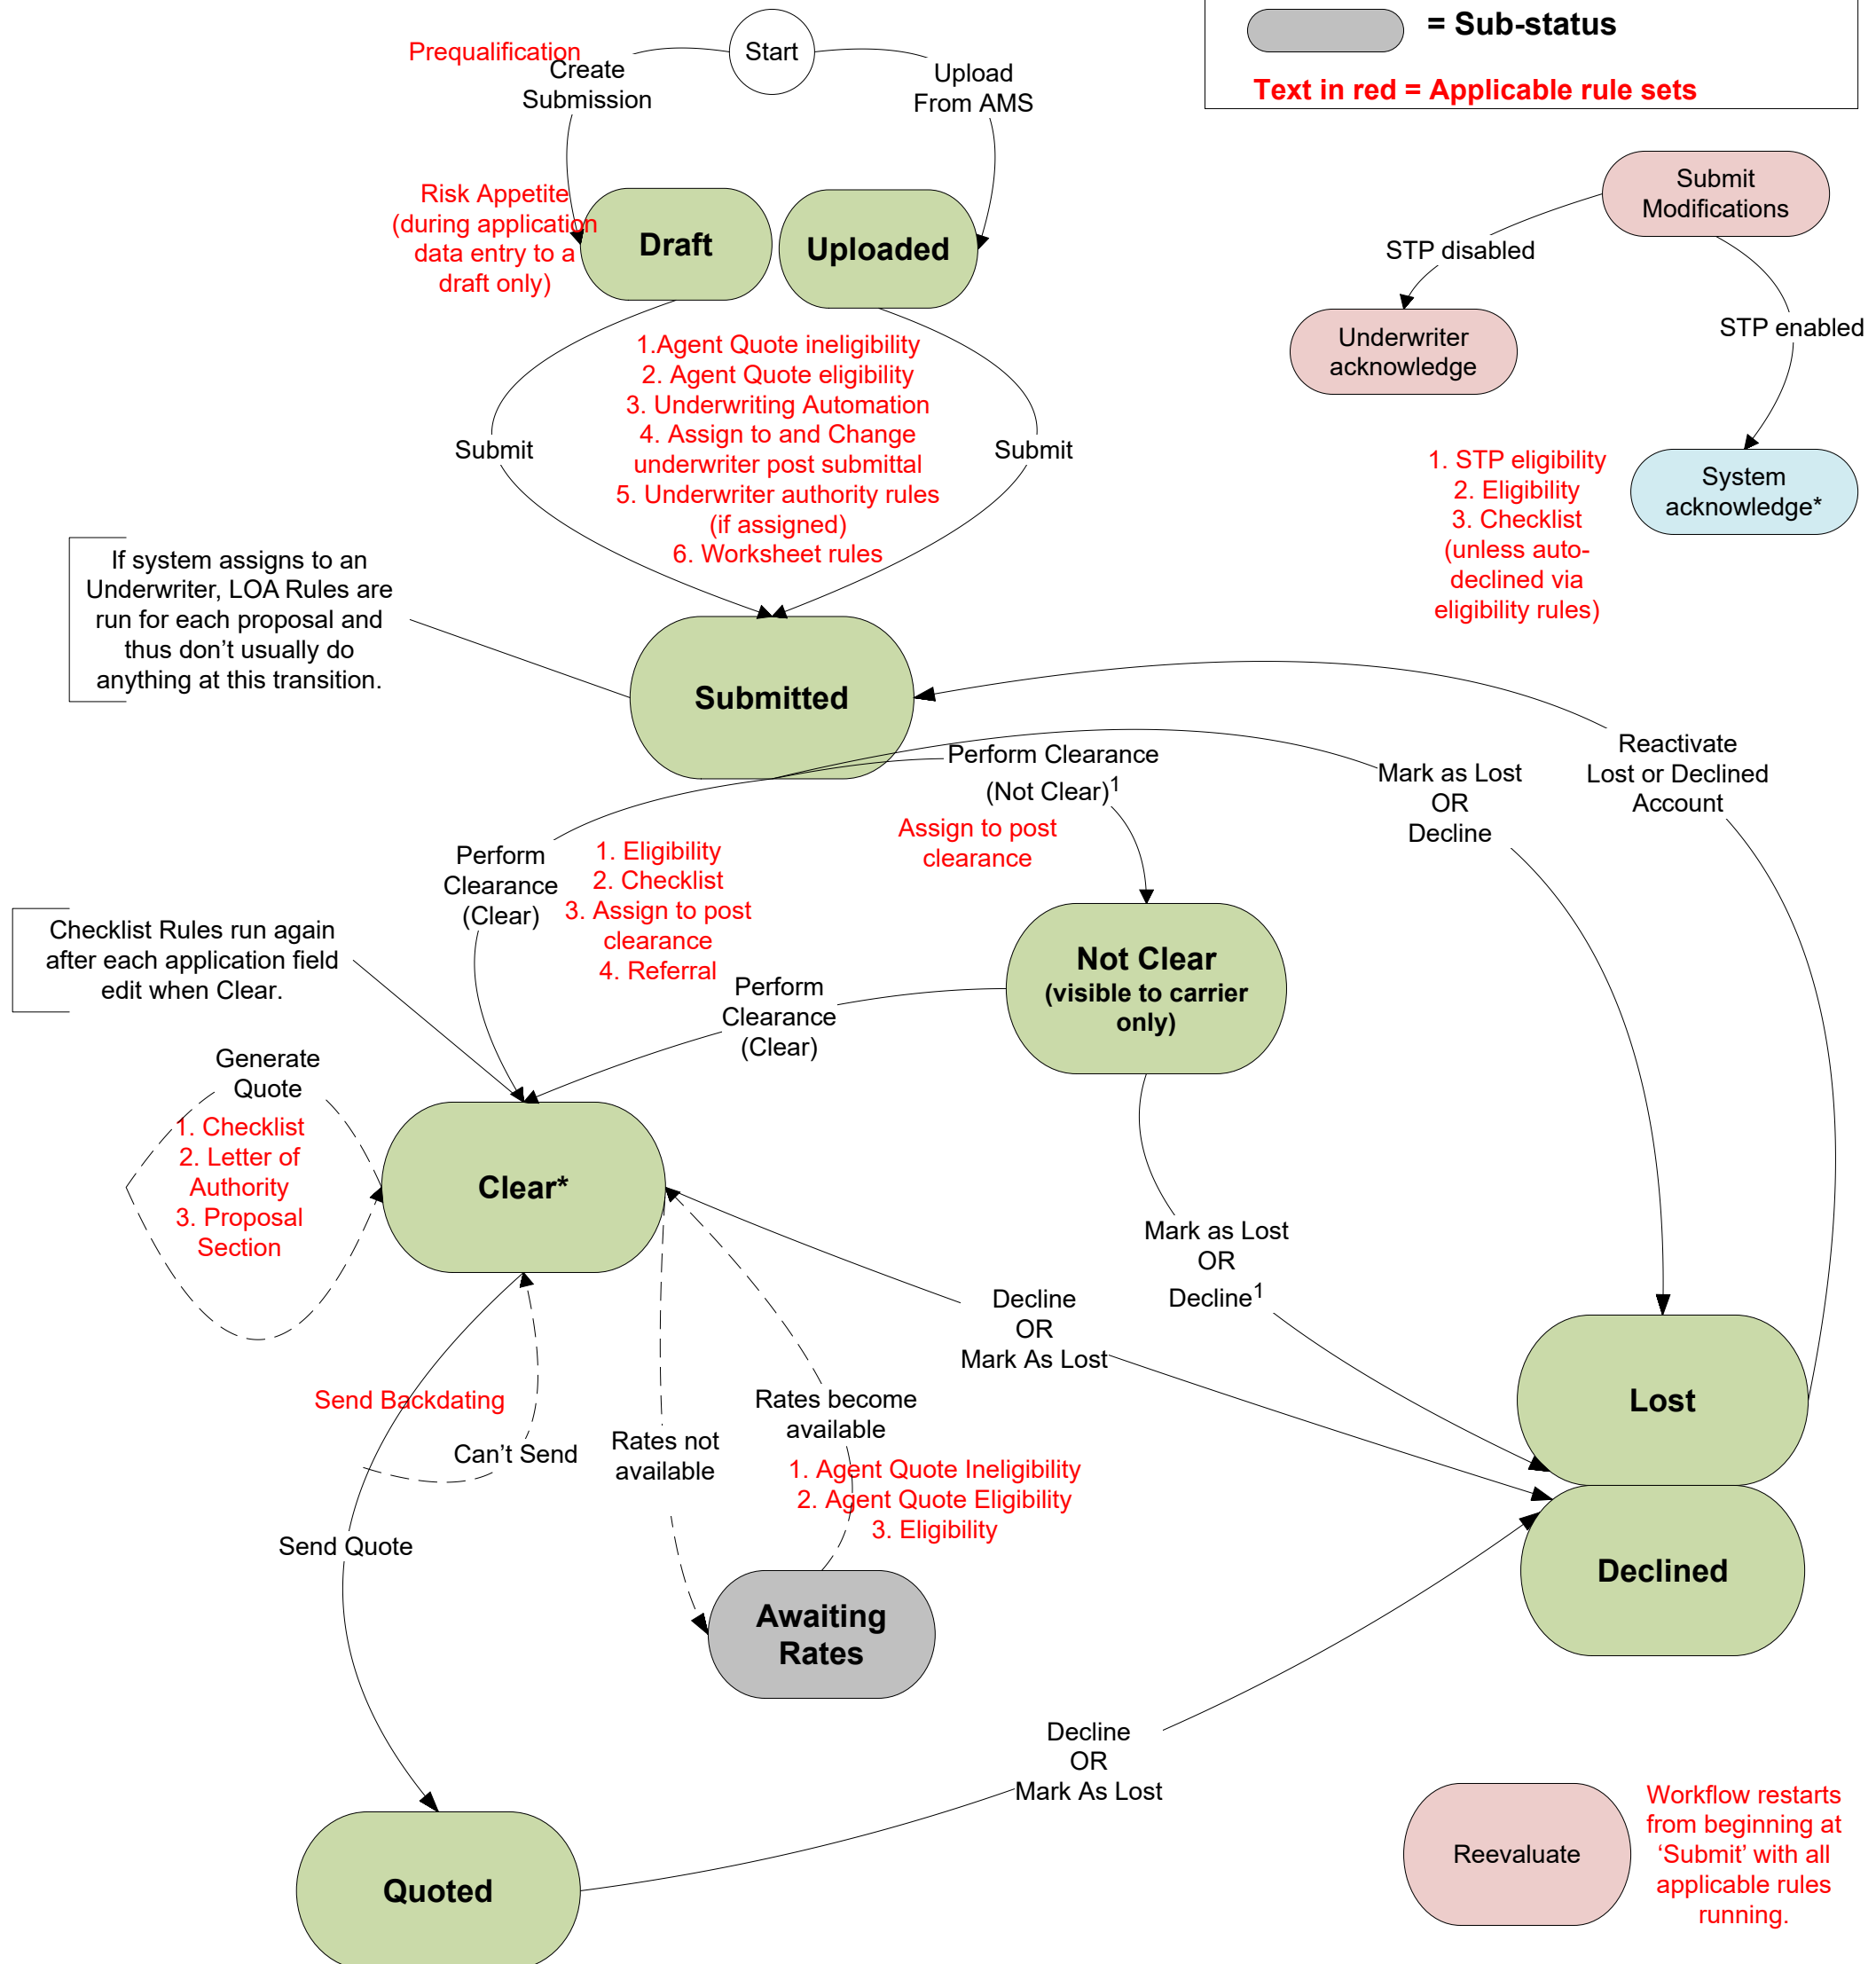 = Sub-status
Text in red = Applicable rule sets
Start
Prequalification
Create
Submission
Upload
From AMS
Risk Appetite
(during application
data entry to a
draft only)
Draft
Uploaded
Submit
Modifications
STP disabled
STP enabled
Underwriter
acknowledge
System
acknowledge*
1. STP eligibility
2. Eligibility
3. Checklist
(unless auto-
declined via
eligibility rules)
Submit
1.Agent Quote ineligibility
2. Agent Quote eligibility
3. Underwriting Automation
4. Assign to and Change
underwriter post submittal
5. Underwriter authority rules
(if assigned)
6. Worksheet rules
Submit
If system assigns to an
Underwriter, LOA Rules are
run for each proposal and
thus don’t usually do
anything at this transition.
Submitted
Perform Clearance
(Not Clear)1
Assign to post
clearance
Mark as Lost
OR
Decline
Reactivate
Lost or Declined
Account
Perform
Clearance
(Clear)
1. Eligibility
2. Checklist
3. Assign to post
clearance
4. Referral
Checklist Rules run again
after each application field
edit when Clear.
Perform
Clearance
(Clear)
Not Clear
(visible to carrier
only)
Generate
Quote
1. Checklist
2. Letter of
Authority
3. Proposal
Section
Clear*
Mark as Lost
OR
Decline1
Decline
OR
Mark As Lost
Send Backdating
Can’t Send
Rates not
available
Rates become
available
1. Agent Quote Ineligibility
2. Agent Quote Eligibility
3. Eligibility
Lost
Declined
Send Quote
Awaiting
Rates
Decline
OR
Mark As Lost
Quoted
Reevaluate
Workflow restarts
from beginning at
‘Submit’ with all
applicable rules
running.